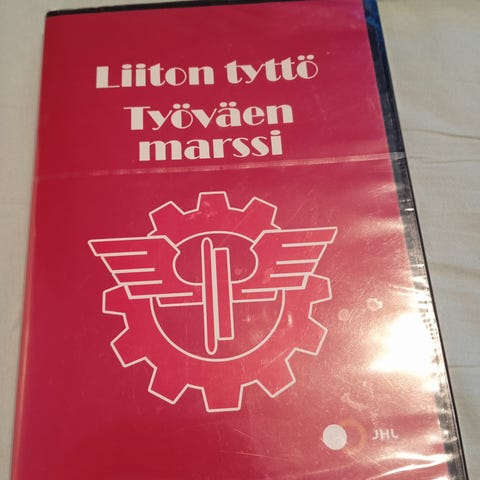 Liiton tyttö
Työväen
marssi
JHL